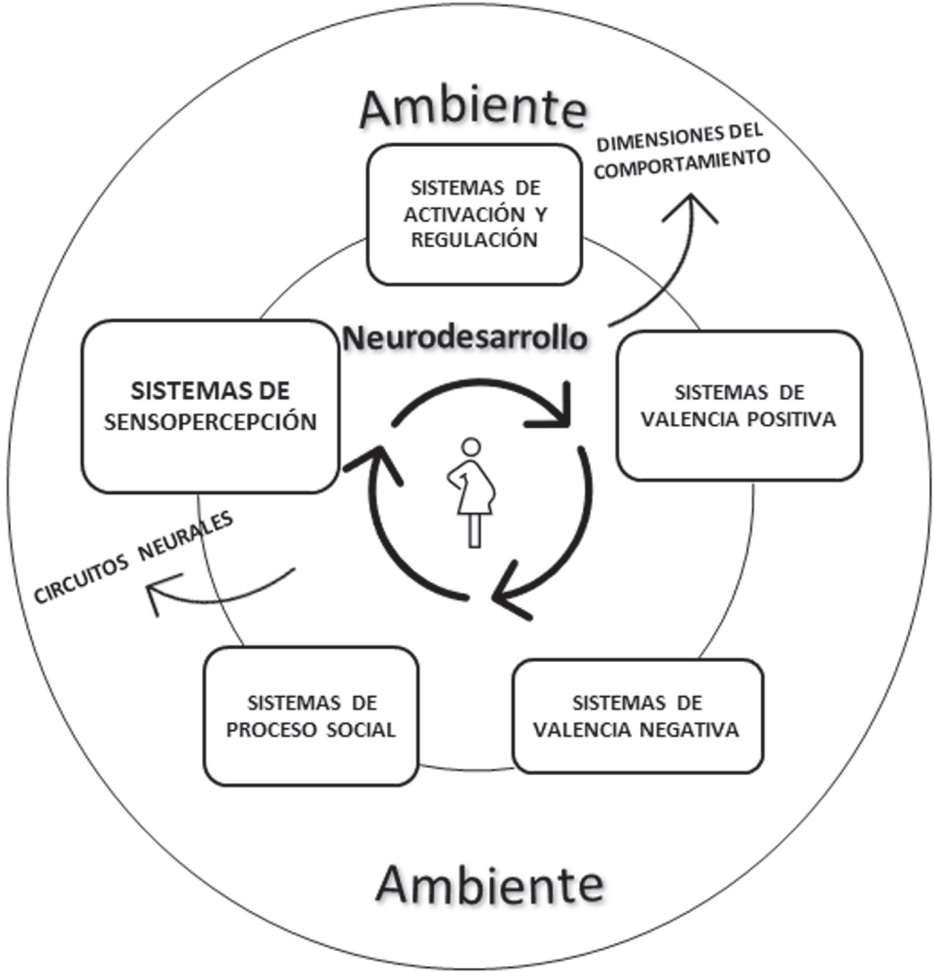 Ambiente
DIMENSIONES DEL
COMPORTAMIENTO
SISTEMAS DE
ACTIVACIÓN Y
REGULACIÓN
Neurodesarrollo
SISTEMAS DE
SENSOPERCEPCIÓN
SISTEMAS DE
VALENCIA POSITIVA
CIRCUITOS NEURALES
SISTEMAS DE
PROCESO SOCIAL
SISTEMAS DE
VALENCIA NEGATIVA
Ambiente